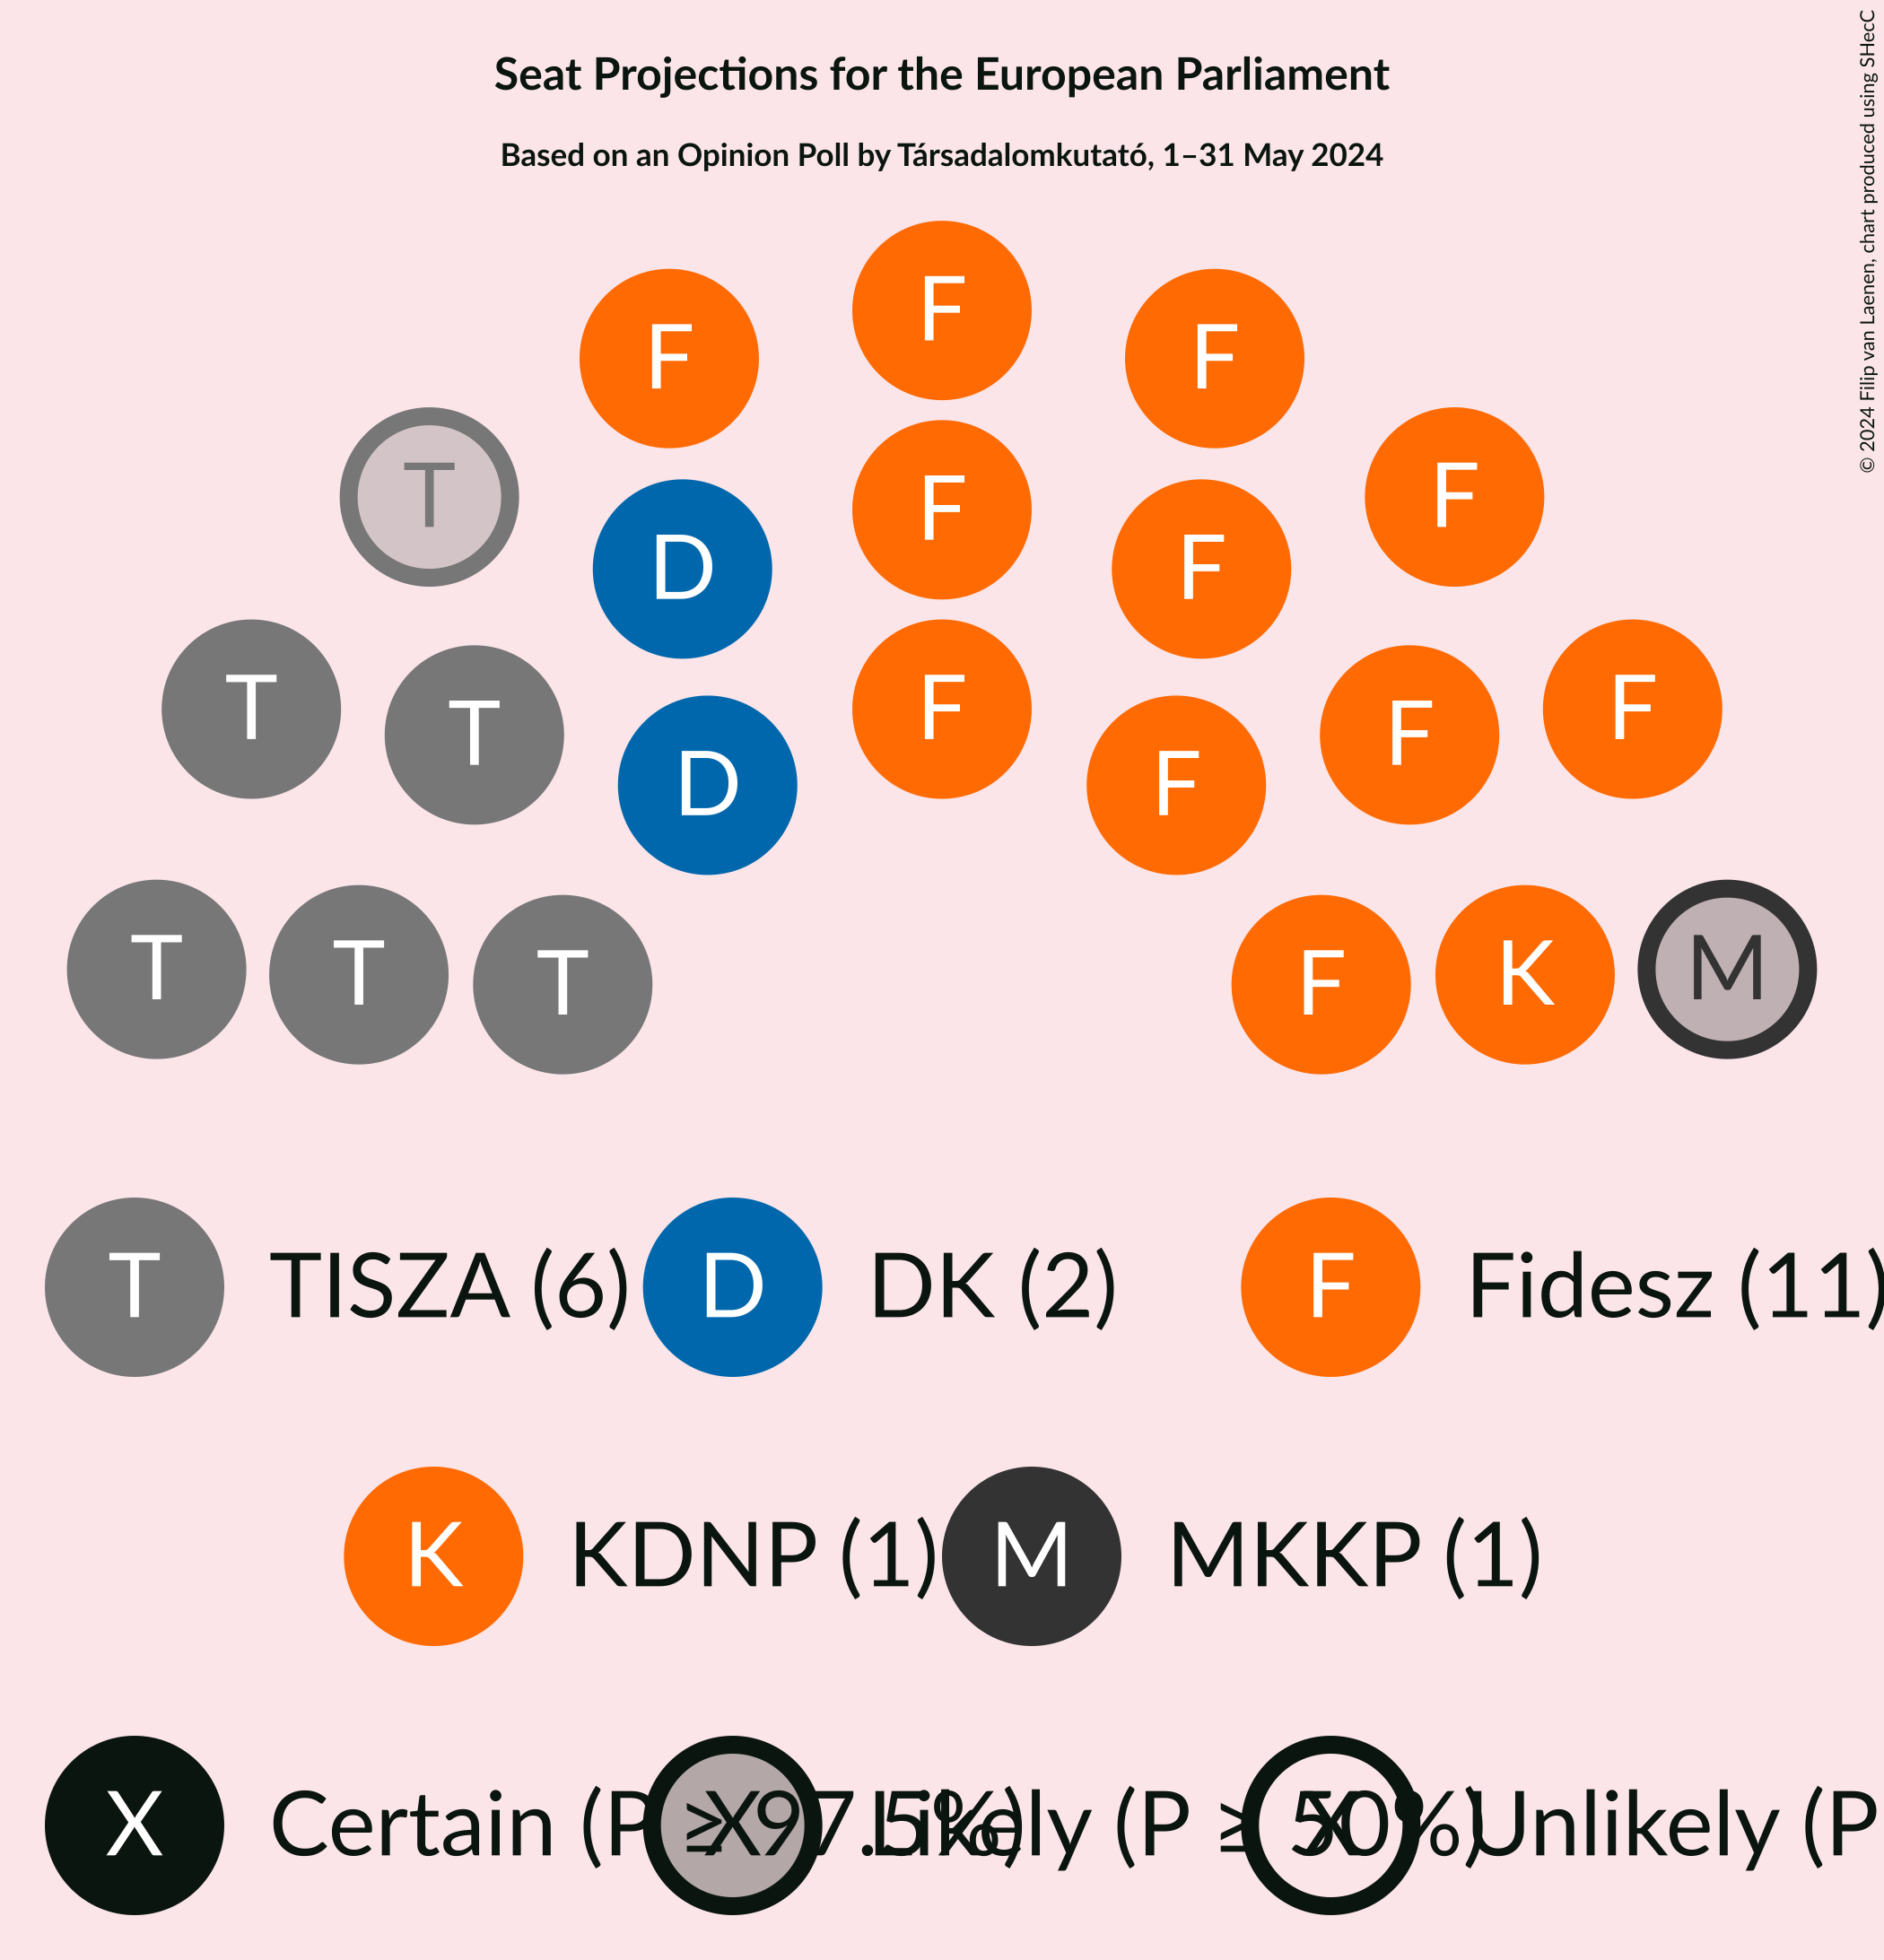 Seat Projections for the European Parliament
Based on an Opinion Poll by Társadalomkutató, 1–31 May 2024
© 2024 Filip van Laenen, chart produced using SHecC
F
F F
T F
F
D F
T F F
T F
D F
T T T F K M
T TISZA (6) D DK (2) F Fidesz (11)
K KDNP (1) M MKKP (1)
X Certain (P ≥ 97.5%) X Likely (P ≥ 50%) X Unlikely (P